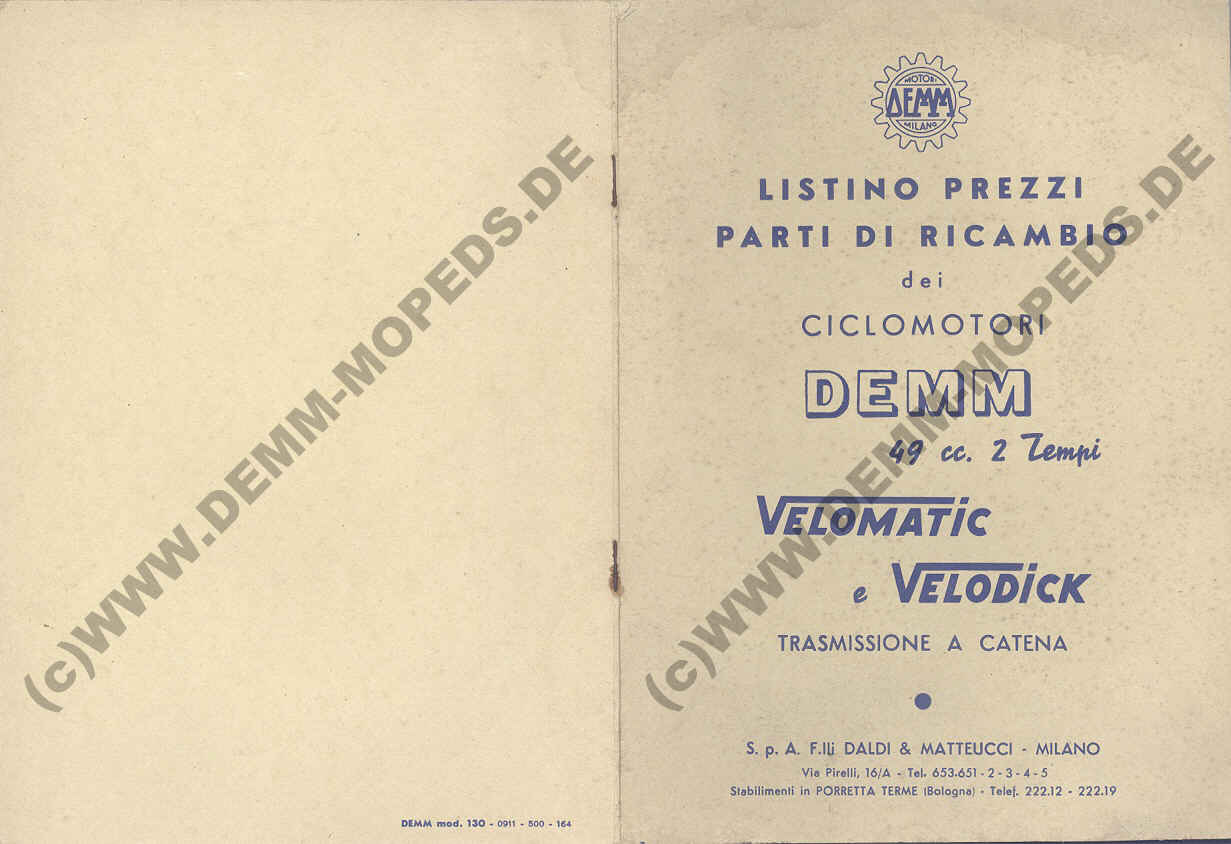 DEMM mod. 130 - 0911 - 500 - 164
(c)WWW.DEMM-MOPEDS.DE
MOTORI
DEMM
MILANO
LISTINO PREZZI
PARTI DI RICAMBIO
dei
CICLOMOTORI
DEMM
49 cc. 2 Tempi
VELOMATIC
e VELODICK
TRASMISSIONE A CATENA
S. p. A. F.lli DALDI & MATTEUCCI - MILANO
Via Pirelli, 16/A - Tel. 653.651 - 2 - 3 - 4 - 5
Stabilimenti in PORRETTA TERME (Bologna) - Telef. 222.12 - 222.19
(c)WWW.DEMM-MOPEDS.DE